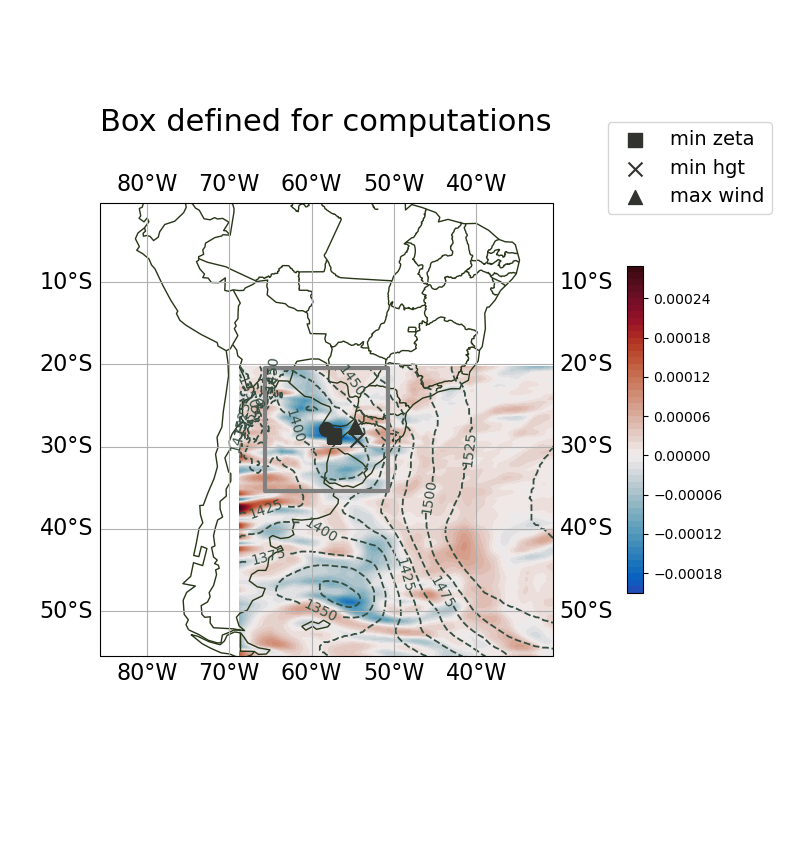 Box defined for computations
min zeta
min hgt
max wind
80°W 70°W 60°W 50°W 40°W
10°S 10°S
20°S 20°S
30°S 30°S
40°S 40°S
50°S 50°S
80°W 70°W 60°W 50°W 40°W
0.00024
0.00018
0.00012
0.00006
0.00000
−0.00006
−0.00012
−0.00018
1450
1400
1525
1500
1425
1400
1375
1350
1425
1475